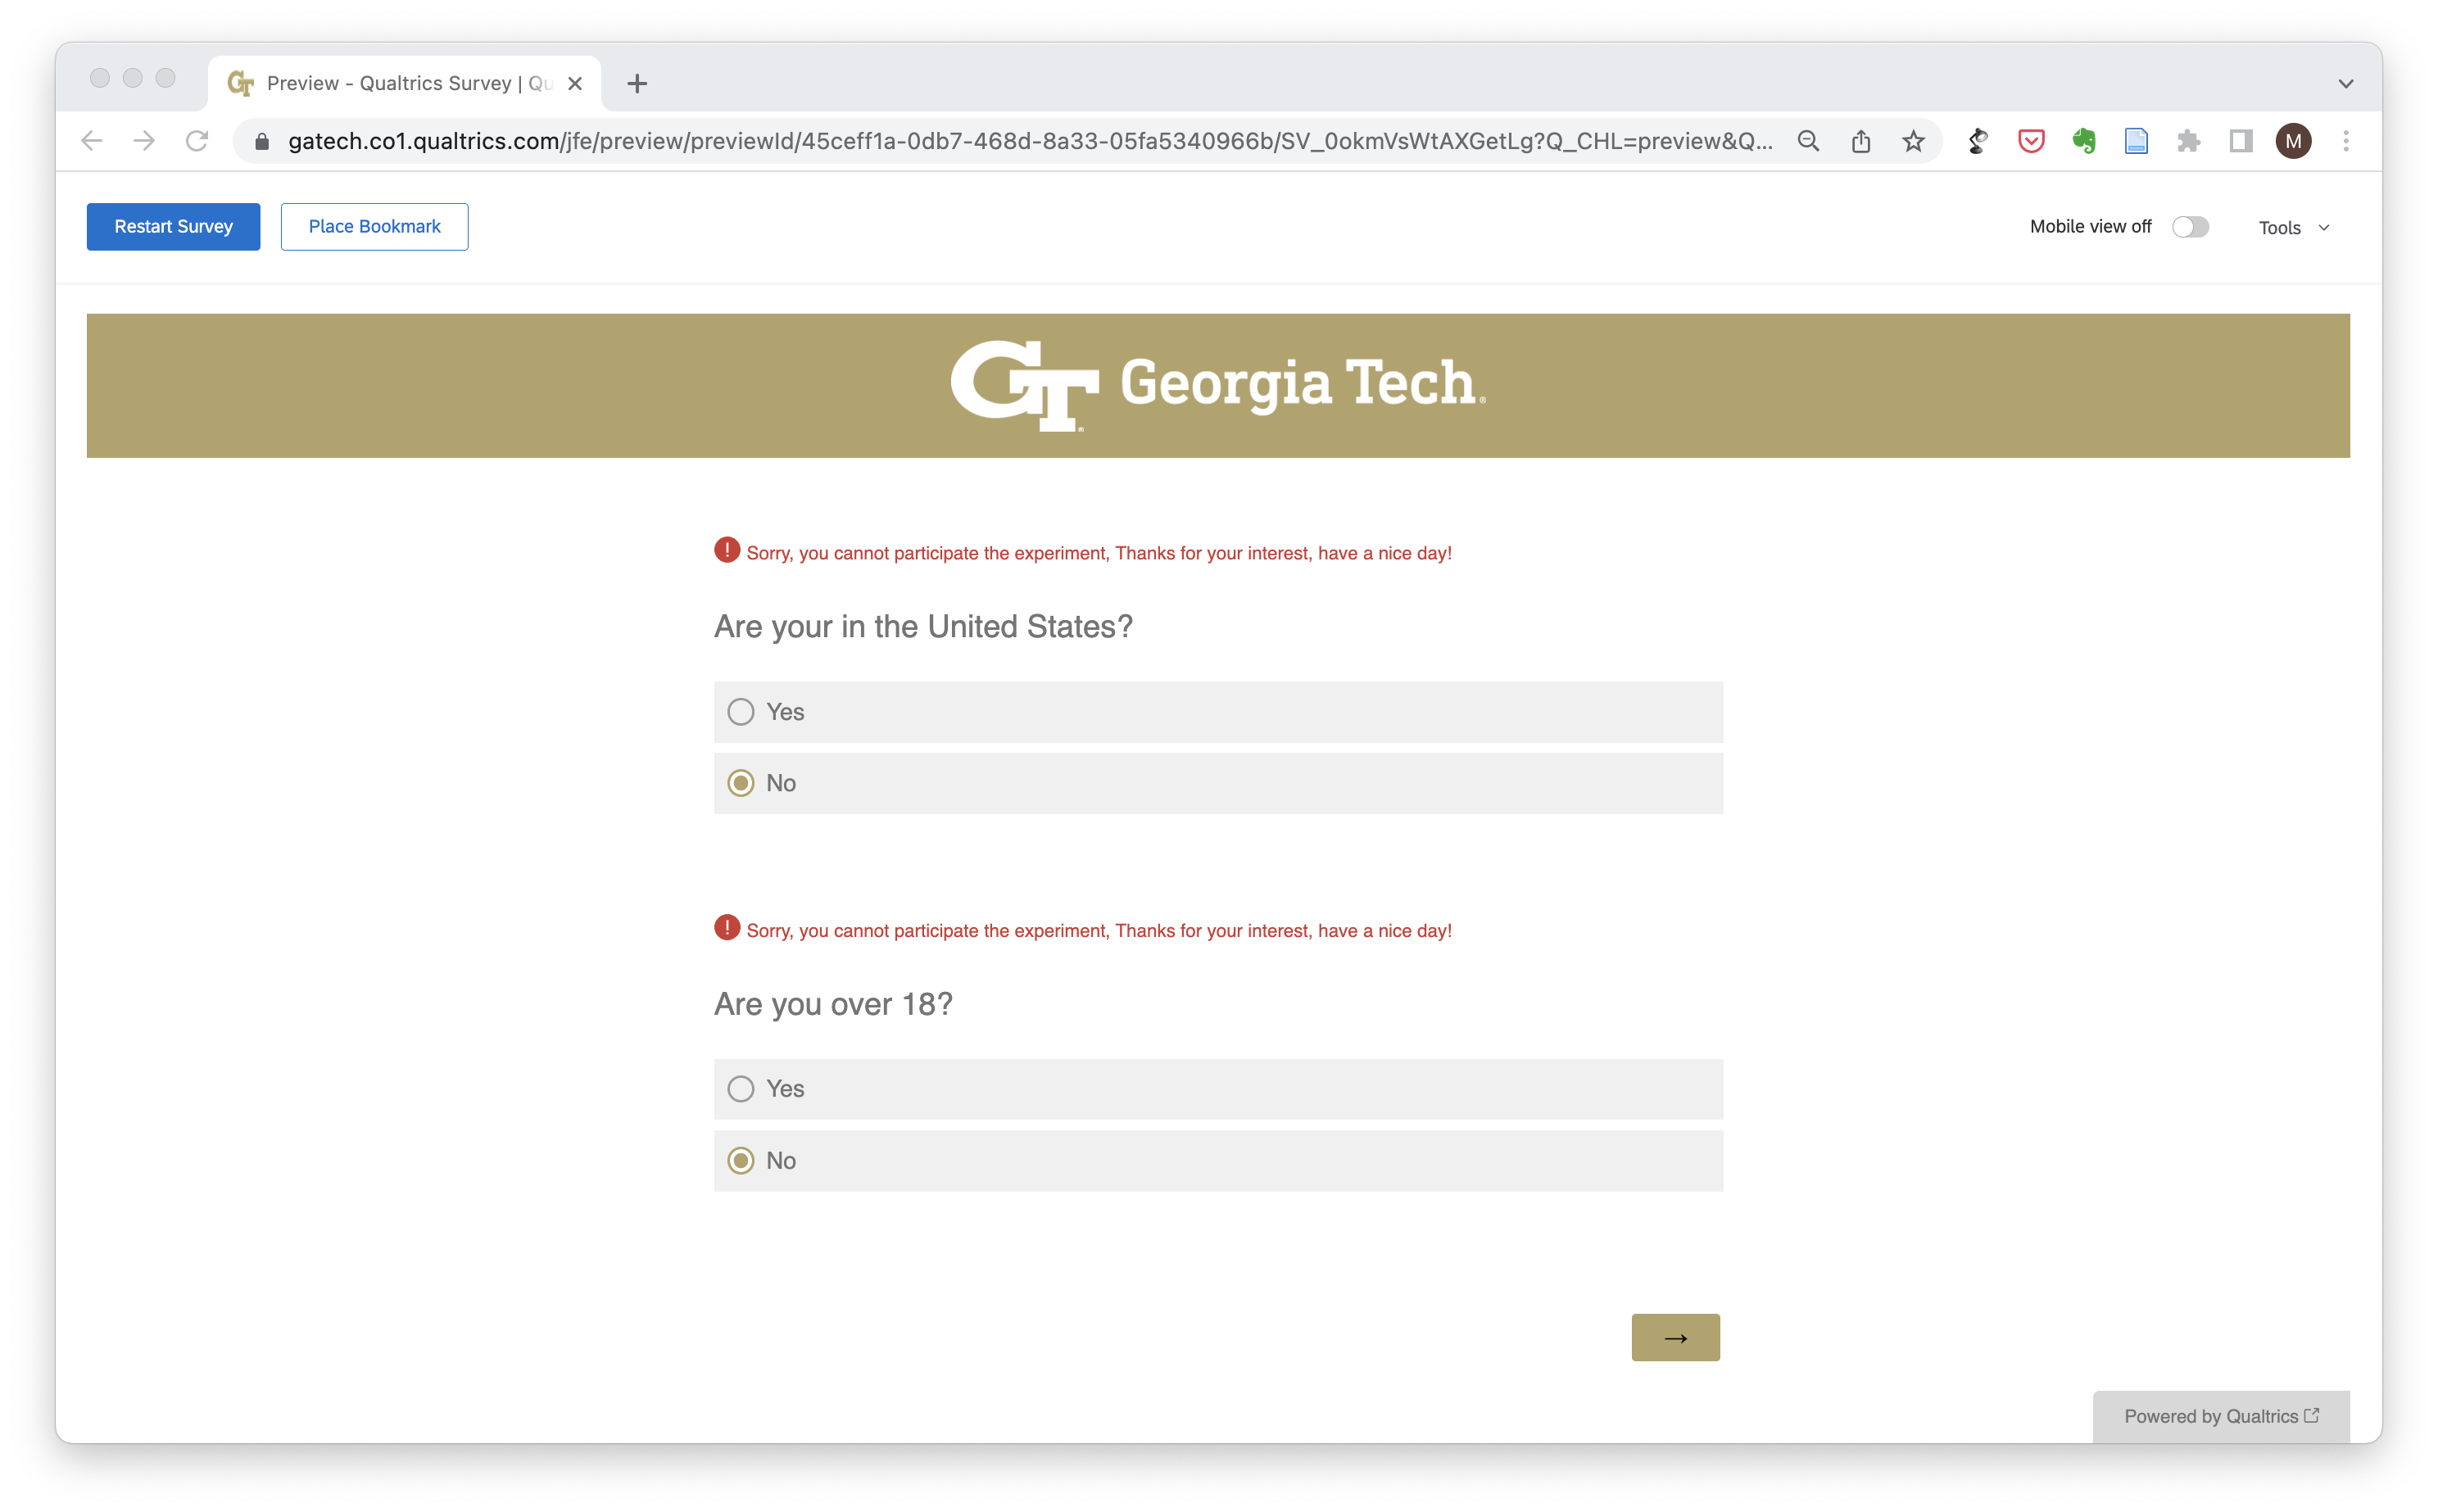 Preview - Qualtrics Survey | Qu
gatech.co1.qualtrics.com/jfe/preview/previewId/45ceff1a-0db7-468d-8a33-05fa5340966b/SV_0okmVsWtAXGetLg?Q_CHL=preview&Q...
M
Restart Survey
Place Bookmark
Mobile view off
Tools
GT Georgia Tech®
Sorry, you cannot participate the experiment, Thanks for your interest, have a nice day!
Are your in the United States?
Yes
No
Sorry, you cannot participate the experiment, Thanks for your interest, have a nice day!
Are you over 18?
Yes
No
→
Powered by Qualtrics